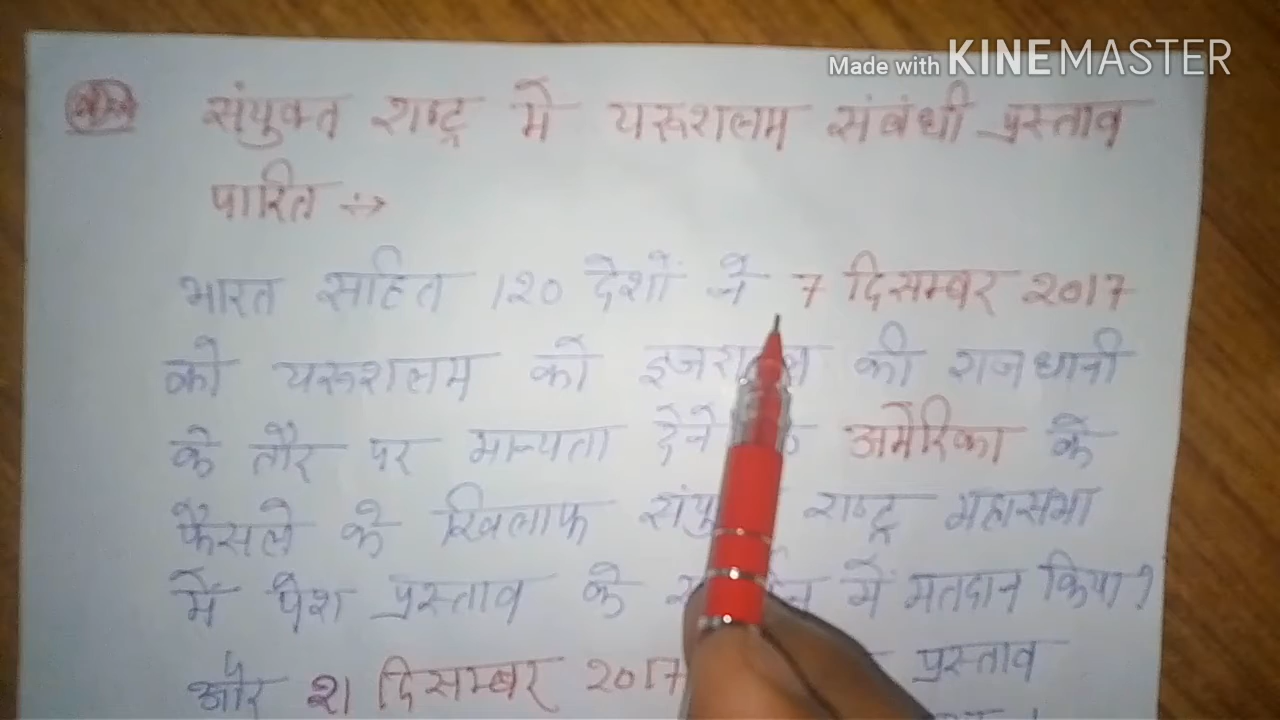 Made with KINEMASTER
संयुक्त राष्ट्र में यरूशलम संबंधी प्रस्ताव
पारित →
भारत सहित 120 देशों ने 7 दिसम्बर 2017
को यरूशलम को इजराइल की राजधानी
के तौर पर मान्यता देने के अमेरिका के
फैसले के खिलाफ संयुक्त राष्ट्र महासभा
में पेश प्रस्ताव के समर्थन में मतदान किया।
और 21 दिसम्बर 2017 प्रस्ताव